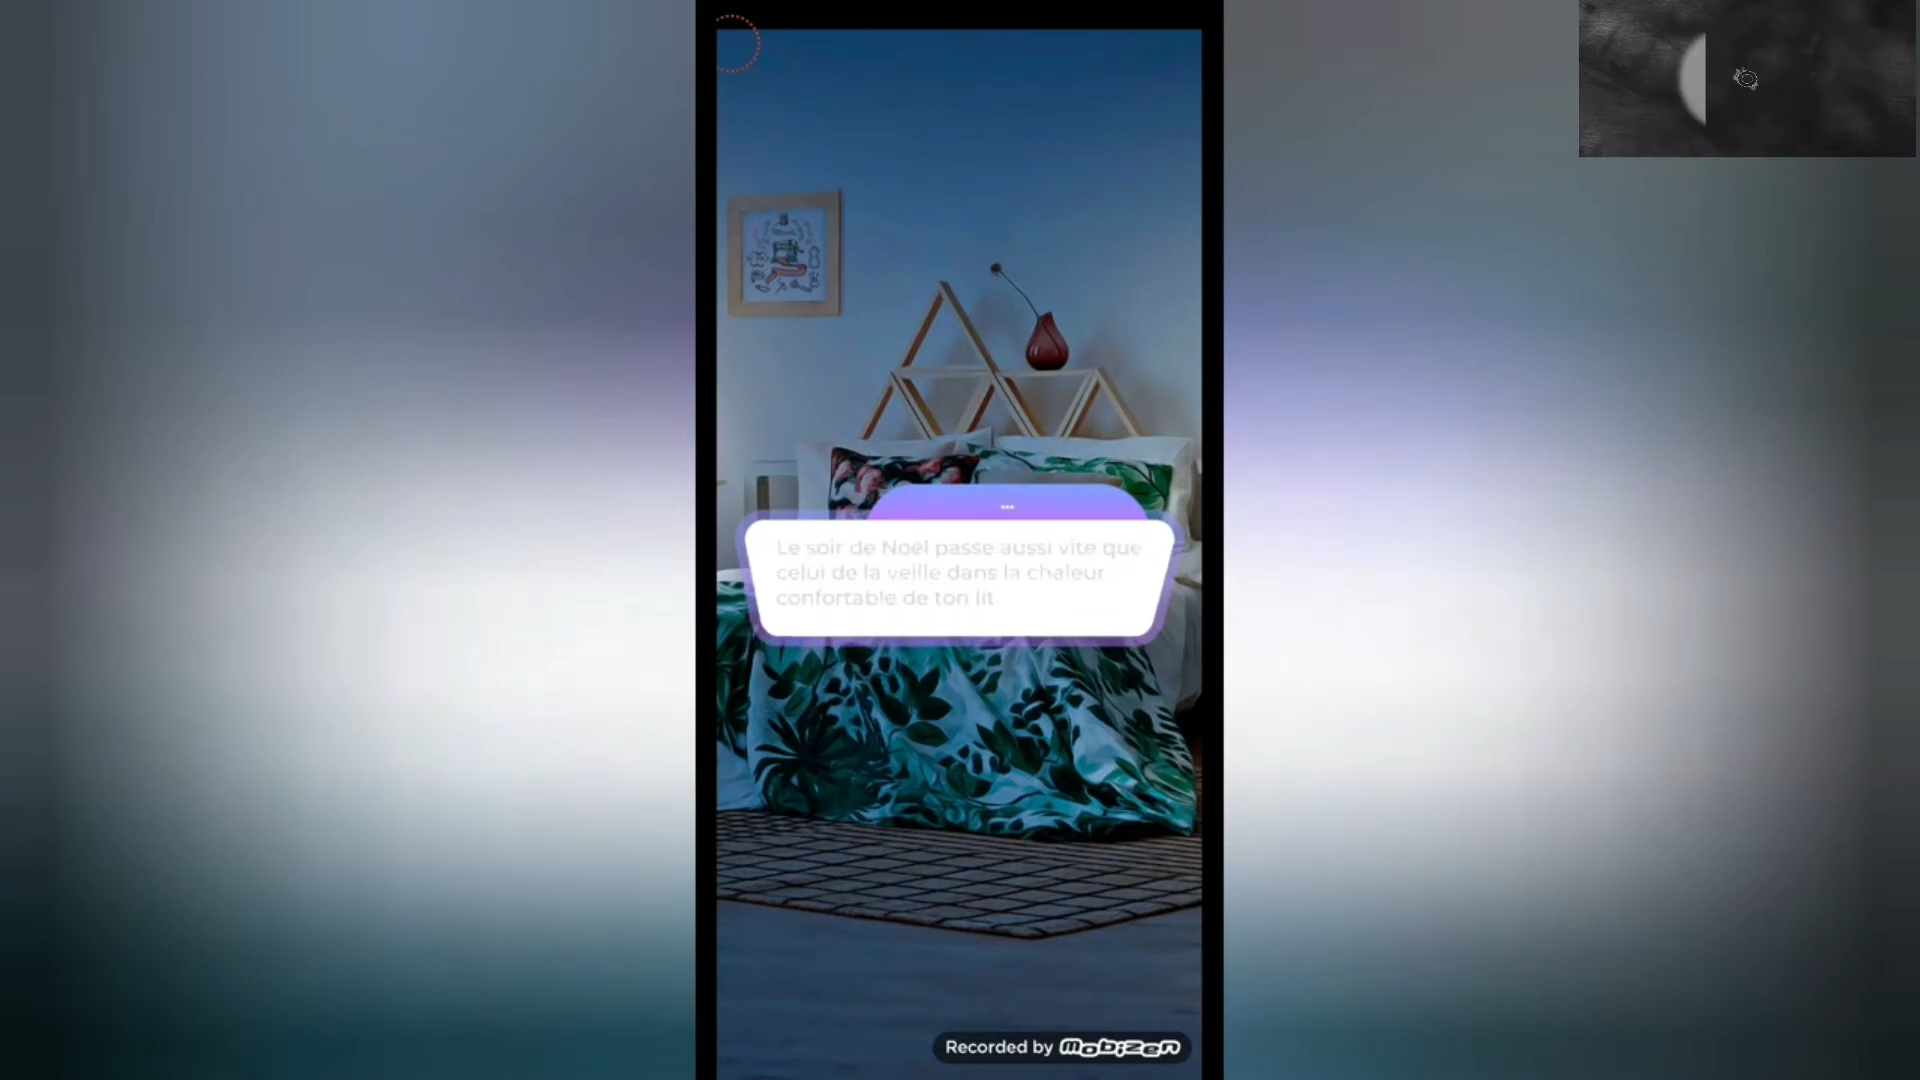 ...
Le soir de Noël passe aussi vite que
celui de la veille dans la chaleur
confortable de ton lit.
Recorded by Mobizen